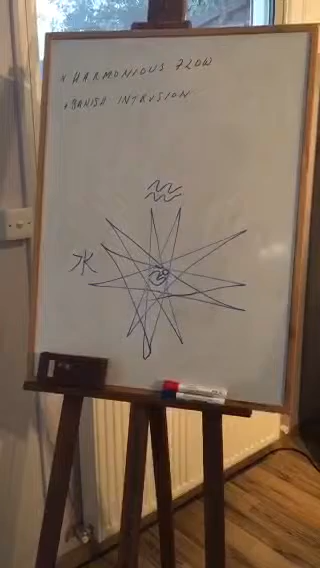 • HARMONIOUS FLOW
• BANISH INTRUSION
水